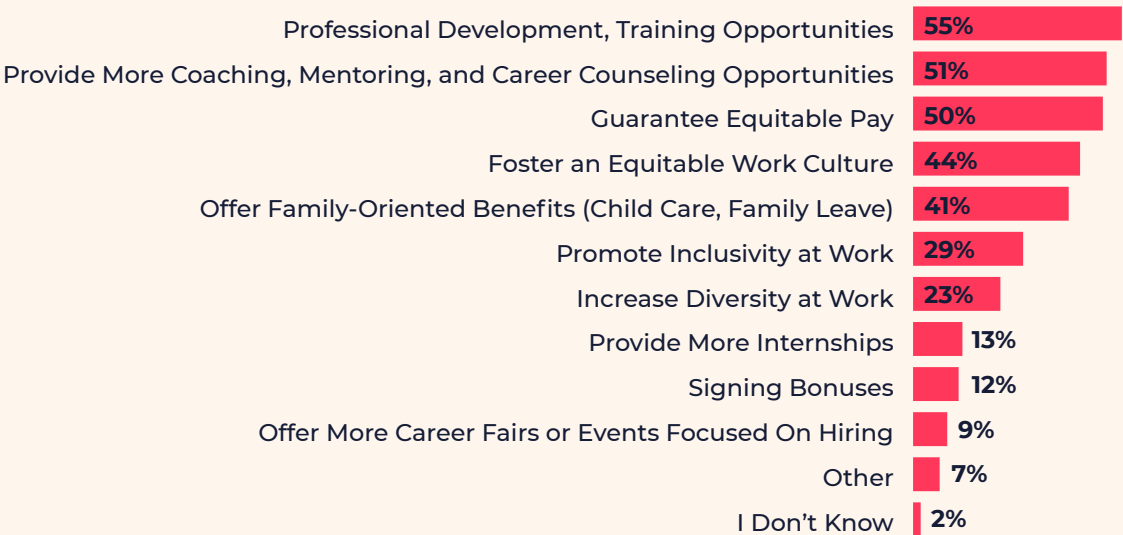 Professional Development, Training Opportunities 55%
Provide More Coaching, Mentoring, and Career Counseling Opportunities 51%
Guarantee Equitable Pay 50%
Foster an Equitable Work Culture 44%
Offer Family-Oriented Benefits (Child Care, Family Leave) 41%
Promote Inclusivity at Work 29%
Increase Diversity at Work 23%
Provide More Internships 13%
Signing Bonuses 12%
Offer More Career Fairs or Events Focused On Hiring 9%
Other 7%
I Don’t Know 2%